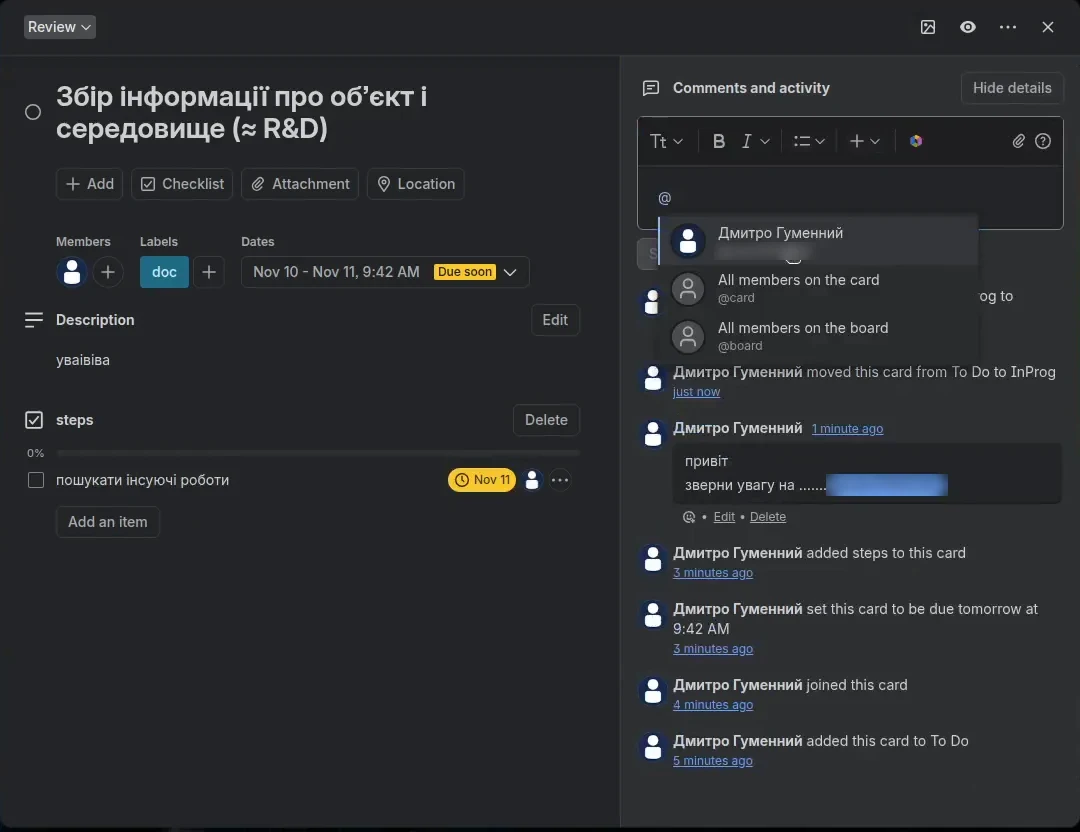 Review
Збір інформації про об’єкт і
середовище (≈ R&D)
Add
Checklist
Attachment
Location
Members
Labels
Dates
doc
Nov 10 - Nov 11, 9:42 AM
Due soon
Description
Edit
уваівіва
steps
Delete
0%
пошукати інсуючі роботи
Nov 11
Add an item
Comments and activity
Hide details
Tt
B
I
@
Дмитро Гуменний
All members on the card
@card
All members on the board
@board
to
Дмитро Гуменний moved this card from To Do to InProg
just now
Дмитро Гуменний 1 minute ago
привіт
зверни увагу на .......
• Edit • Delete
Дмитро Гуменний added steps to this card
3 minutes ago
Дмитро Гуменний set this card to be due tomorrow at
9:42 AM
3 minutes ago
Дмитро Гуменний joined this card
4 minutes ago
Дмитро Гуменний added this card to To Do
5 minutes ago